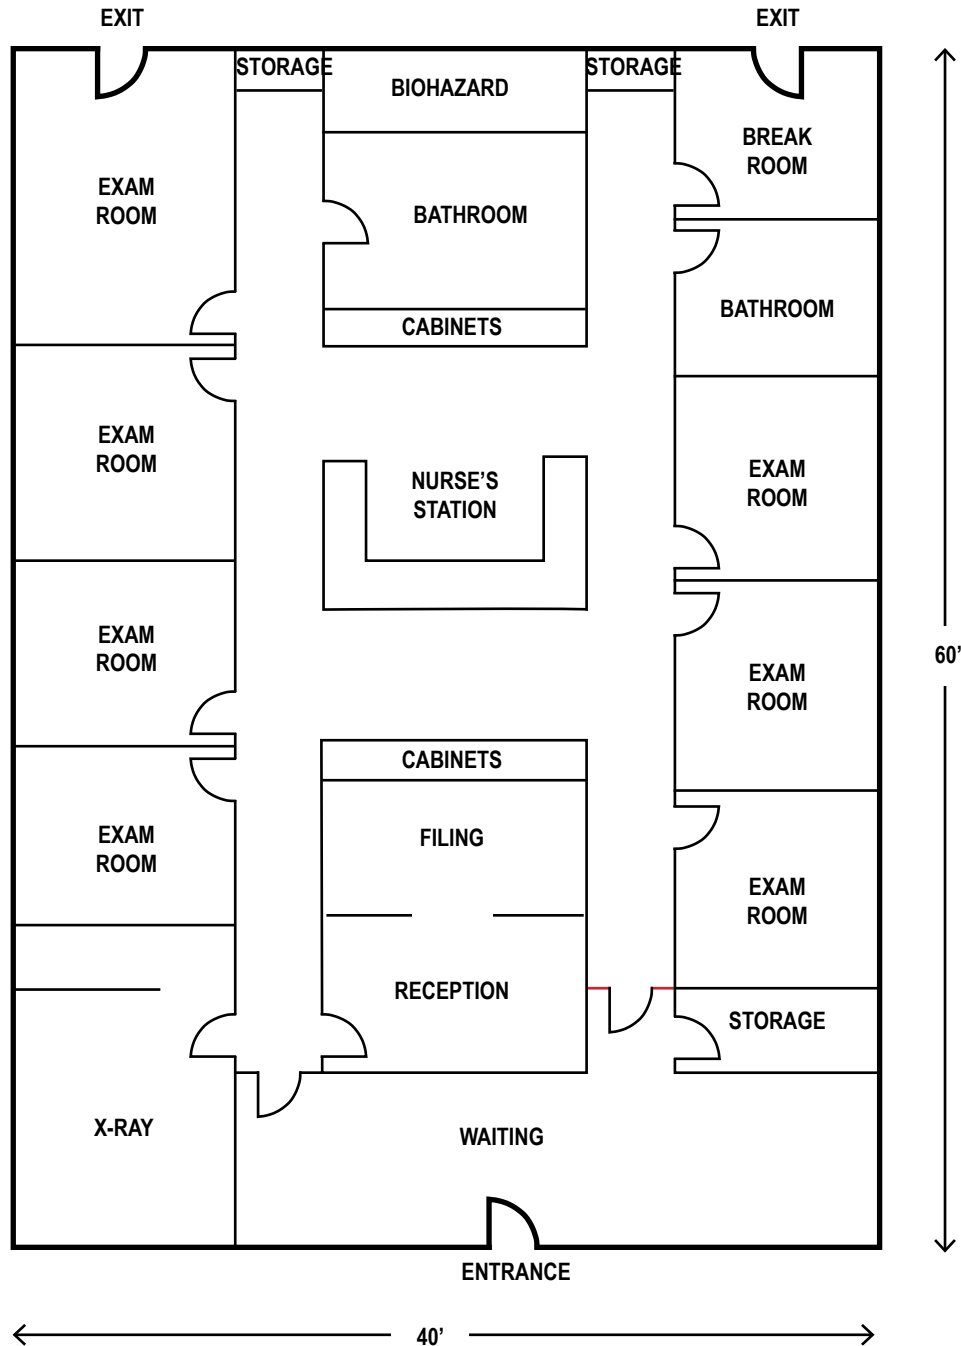 EXIT
EXIT
STORAGE
STORAGE
BIOHAZARD
BREAK
ROOM
EXAM
ROOM
BATHROOM
BATHROOM
CABINETS
EXAM
ROOM
NURSE’S
STATION
EXAM
ROOM
EXAM
ROOM
60’
EXAM
ROOM
CABINETS
EXAM
ROOM
FILING
EXAM
ROOM
RECEPTION
STORAGE
X-RAY
WAITING
ENTRANCE
40’